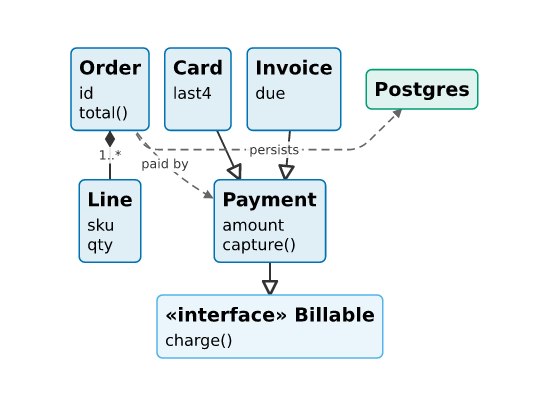 Order
id
total()
Card
last4
Invoice
due
Postgres
1..*
paid by
persists
Line
sku
qty
Payment
amount
capture()
«interface» Billable
charge()